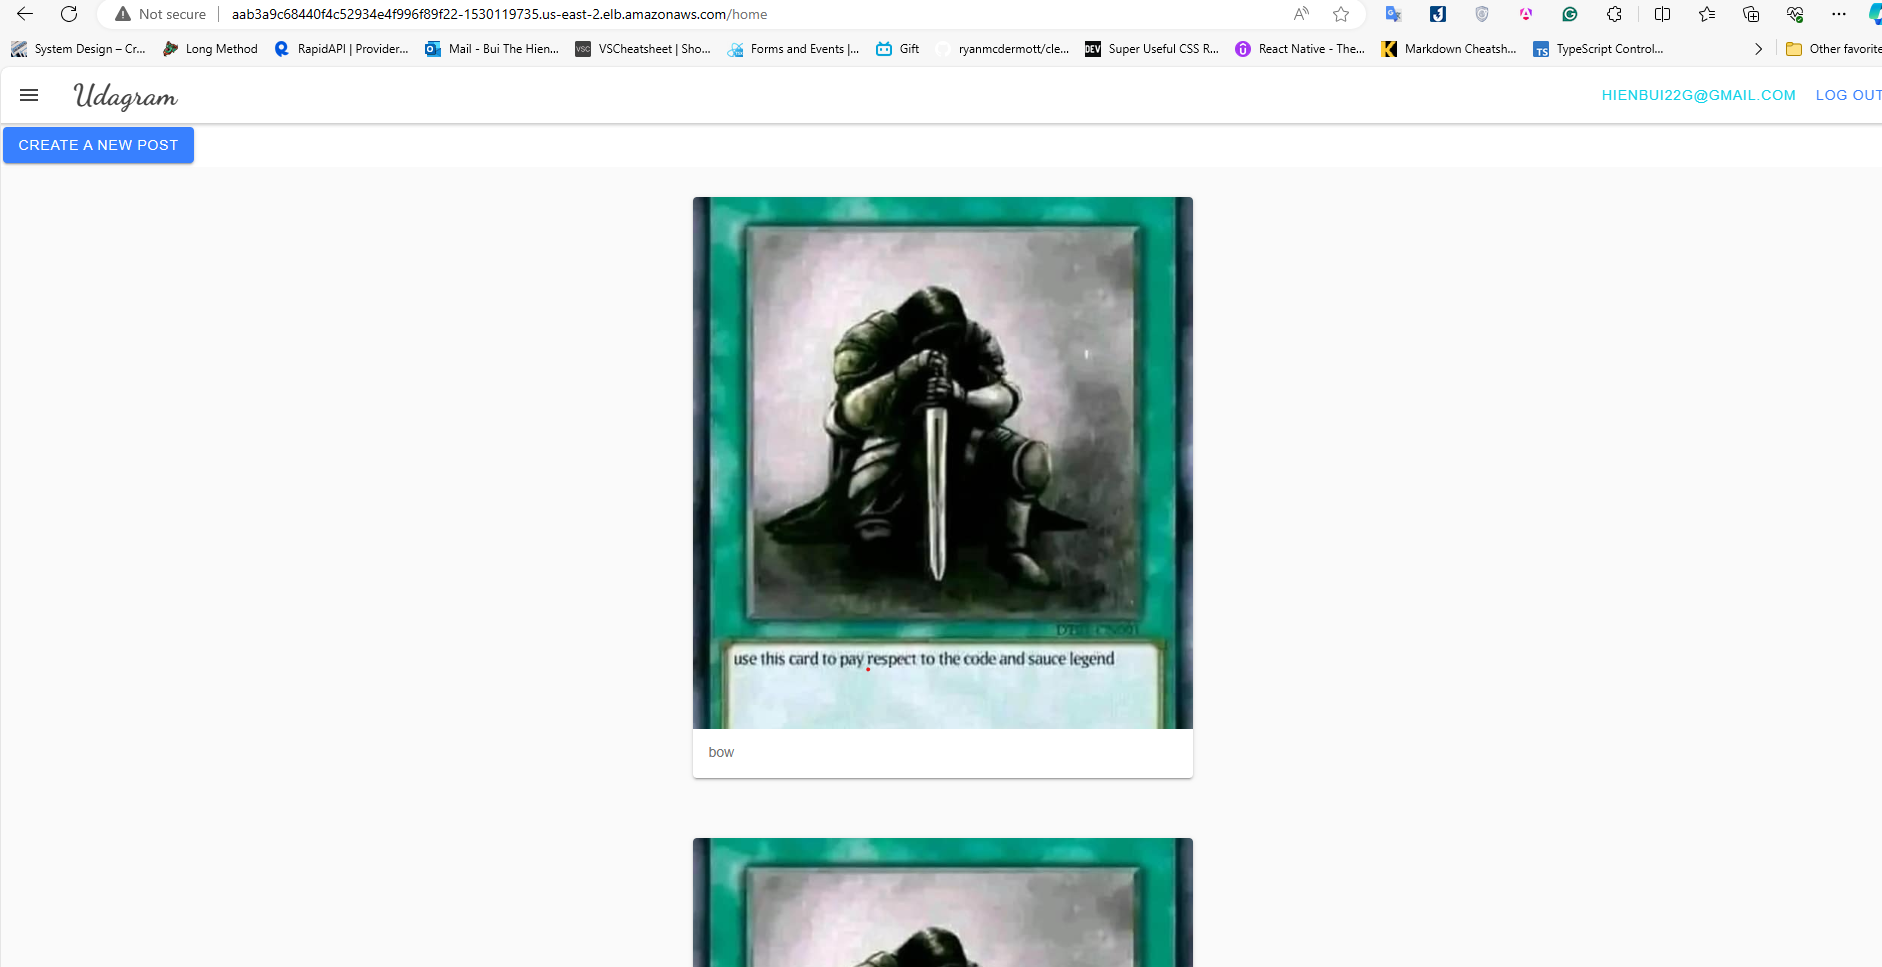 Not secure aab3a9c68440f4c52934e4f996f89f22-1530119735.us-east-2.elb.amazonaws.com/home
System Design – Cr... Long Method RapidAPI | Provider... Mail - Bui The Hien... VSCheatsheet | Sho... Forms and Events |... Gift ryanmcdermott/cle... Super Useful CSS R... React Native - The... Markdown Cheatsh... TypeScript Control... Other favorite
Udagram HIENBUI22G@GMAIL.COM LOG OUT
CREATE A NEW POST
use this card to pay respect to the code and sauce legend
bow